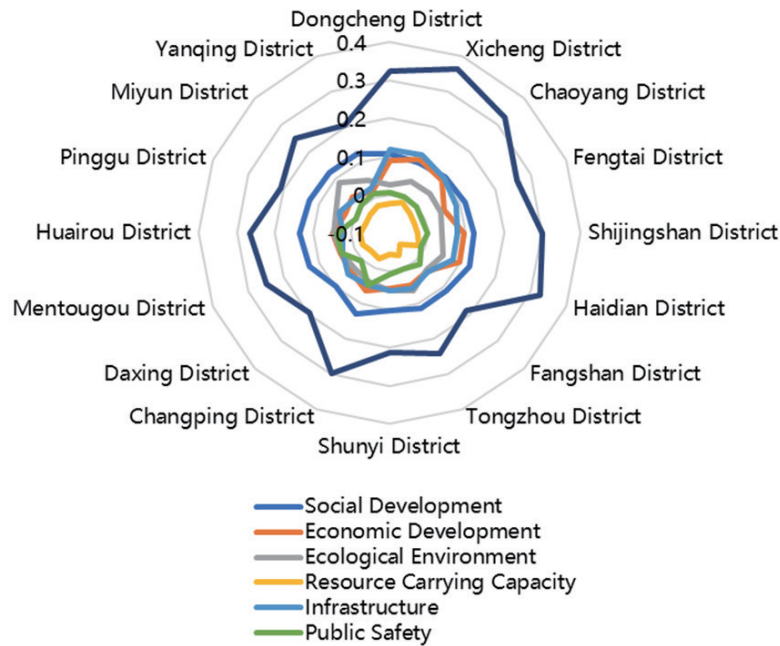 Dongcheng District
Yanqing District
0.4
Xicheng District
Miyun District
0.3
Chaoyang District
0.2
Pinggu District
0.1
Fengtai District
0
Huairou District
-0.1
Shijingshan District
Mentougou District
Haidian District
Daxing District
Fangshan District
Changping District
Tongzhou District
Shunyi District
Social Development
Economic Development
Ecological Environment
Resource Carrying Capacity
Infrastructure
Public Safety